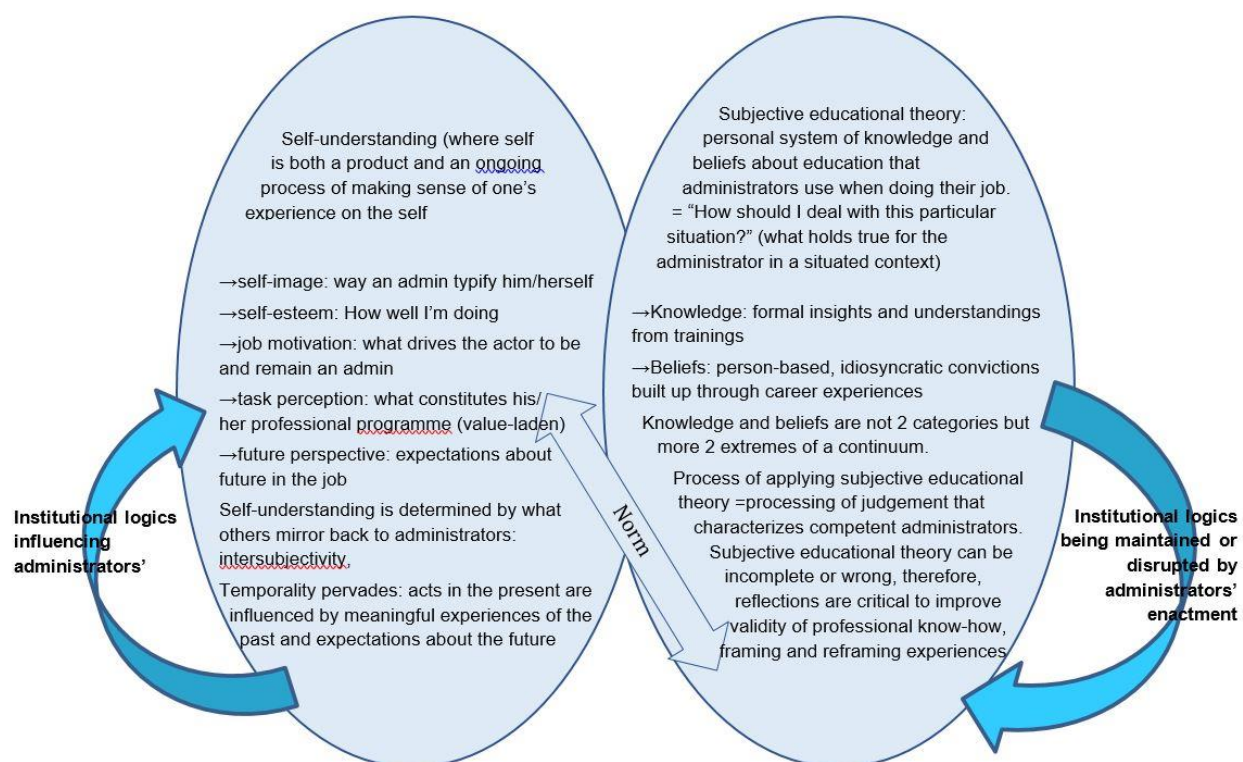 Self-understanding (where self
is both a product and an ongoing
process of making sense of one's
experience on the self
→self-image: way an admin typify him/herself
→self-esteem: How well I'm doing
→job motivation: what drives the actor to be
and remain an admin
→task perception: what constitutes his/
her professional programme (value-laden)
→future perspective: expectations about
future in the job
Self-understanding is determined by what
others mirror back to administrators:
intersubjectivity,
Temporality pervades: acts in the present are
influenced by meaningful experiences of the
past and expectations about the future
Subjective educational theory:
personal system of knowledge and
beliefs about education that
administrators use when doing their job.
= “How should I deal with this particular
situation?” (what holds true for the
administrator in a situated context)
→Knowledge: formal insights and understandings
from trainings
→Beliefs: person-based, idiosyncratic convictions
built up through career experiences
Knowledge and beliefs are not 2 categories but
more 2 extremes of a continuum.
Process of applying subjective educational
theory =processing of judgement that
characterizes competent administrators.
Subjective educational theory can be
incomplete or wrong, therefore,
reflections are critical to improve
validity of professional know-how,
framing and reframing experiences
Norm
Institutional logics
influencing
administrators’
Institutional logics
being maintained or
disrupted by
administrators’
enactment